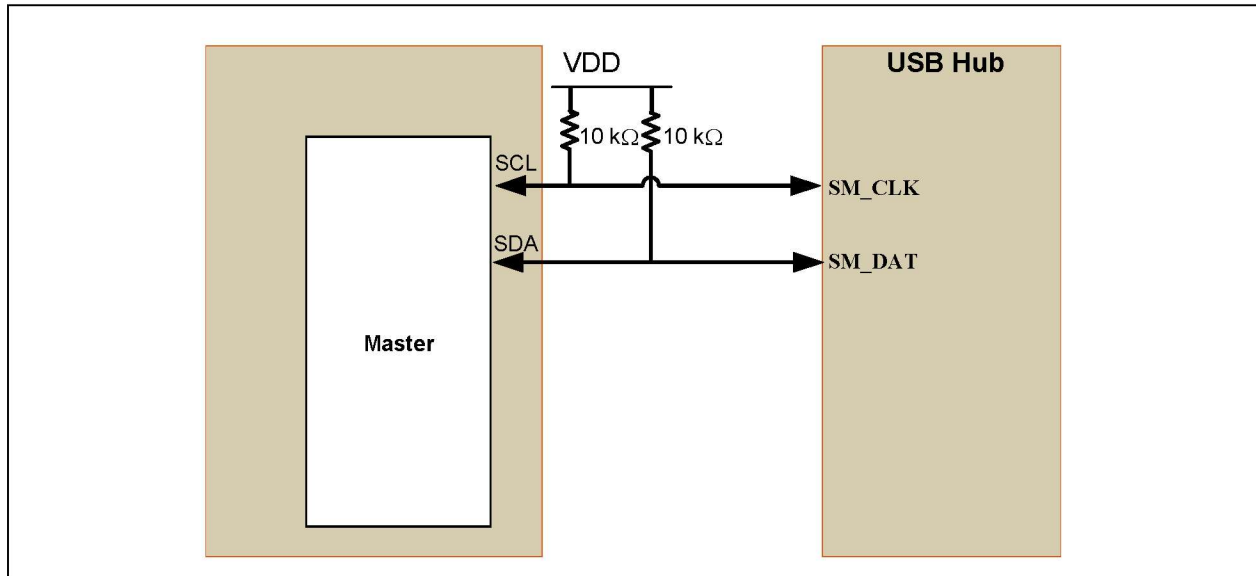 VDD
USB Hub
10 kΩ
10 kΩ
SCL
SM_CLK
SDA
SM_DAT
Master